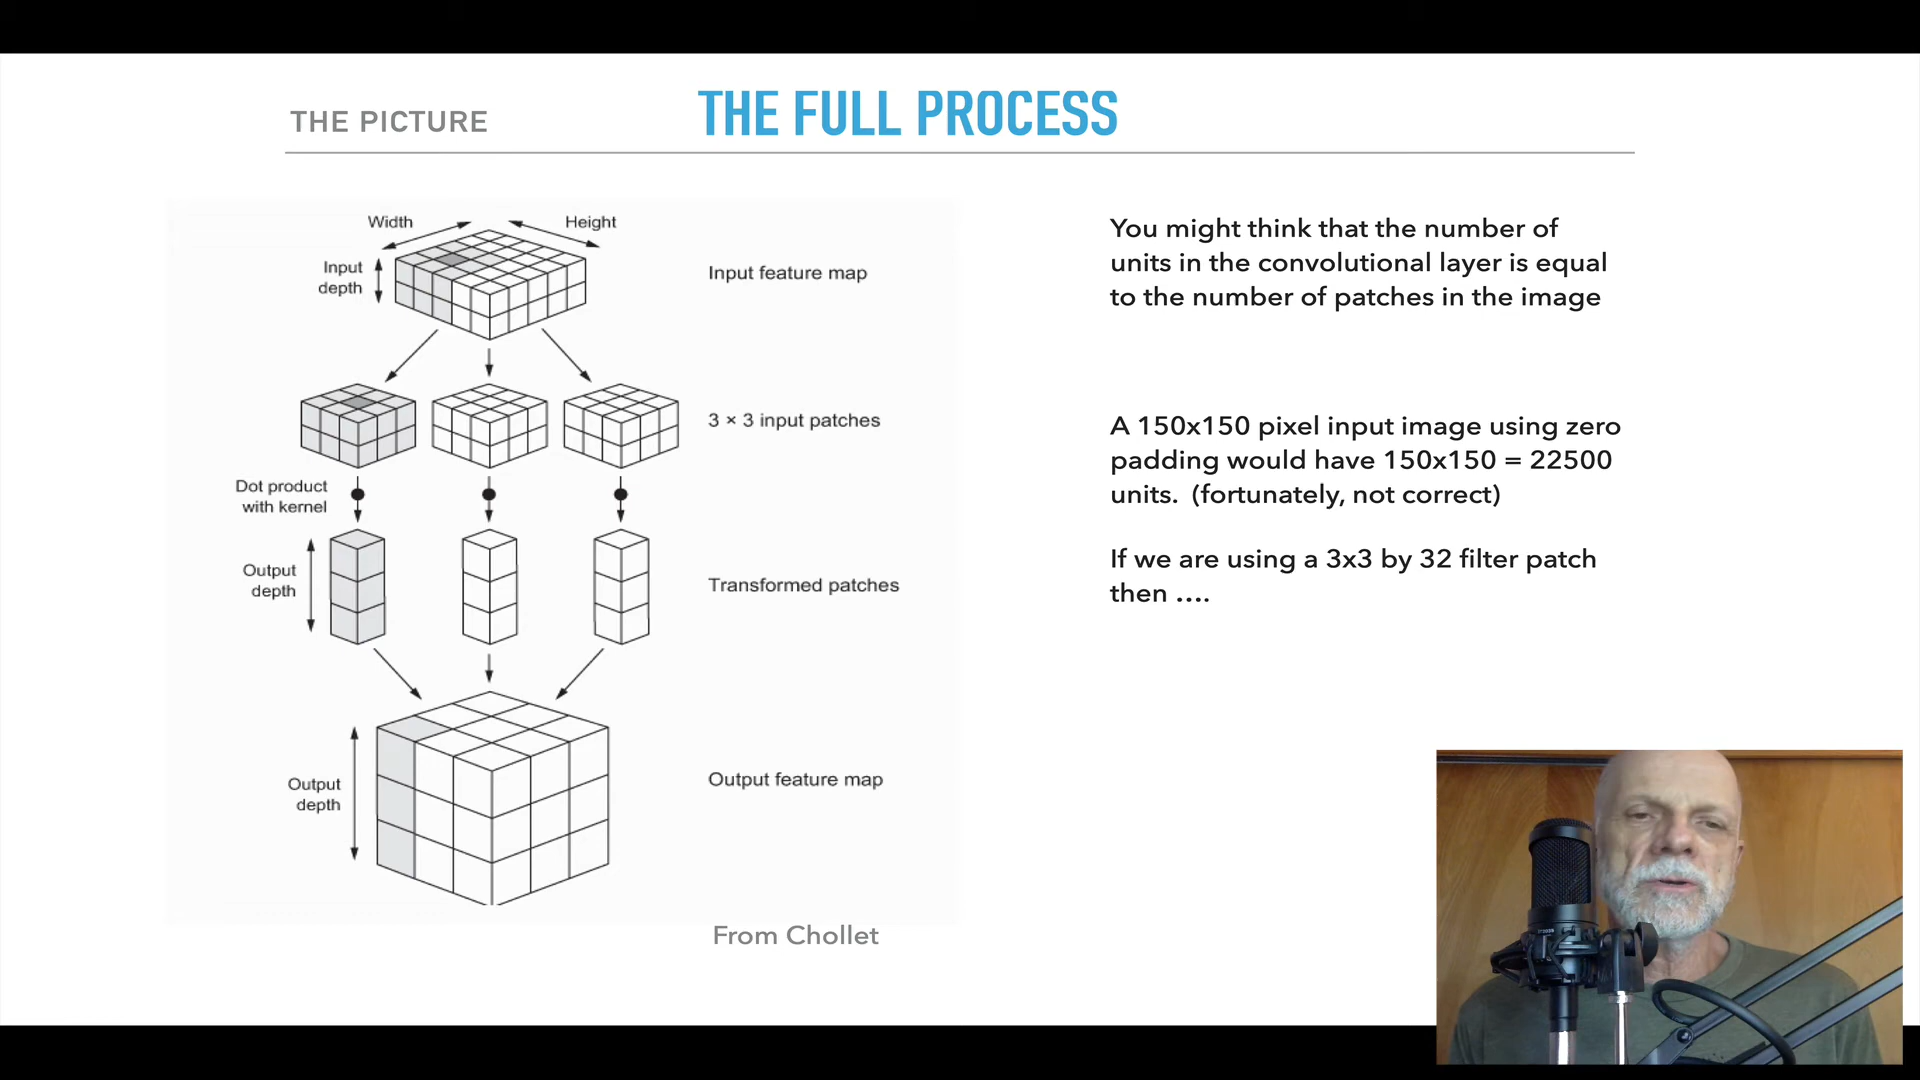 THE PICTURE
THE FULL PROCESS
Width
Height
Input
depth
Input feature map
3 × 3 input patches
Dot product
with kernel
Output
depth
Transformed patches
Output
depth
Output feature map
From Chollet
You might think that the number of
units in the convolutional layer is equal
to the number of patches in the image
A 150x150 pixel input image using zero
padding would have 150x150 = 22500
units. (fortunately, not correct)
If we are using a 3x3 by 32 filter patch
then ....